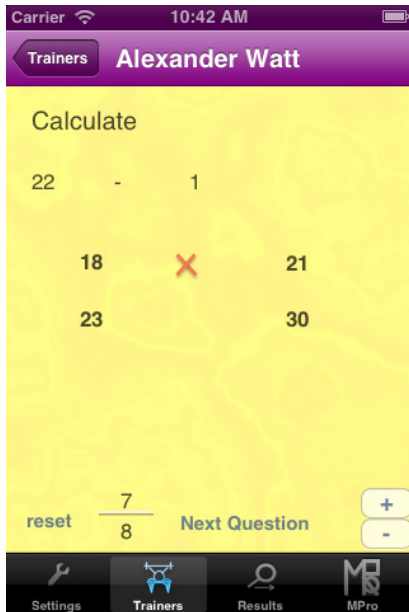 Carrier 10:42 AM
Trainers Alexander Watt
Calculate
22 - 1
18 21
23 30
7
reset 8 Next Question
+
-
Settings Trainers Results MPro